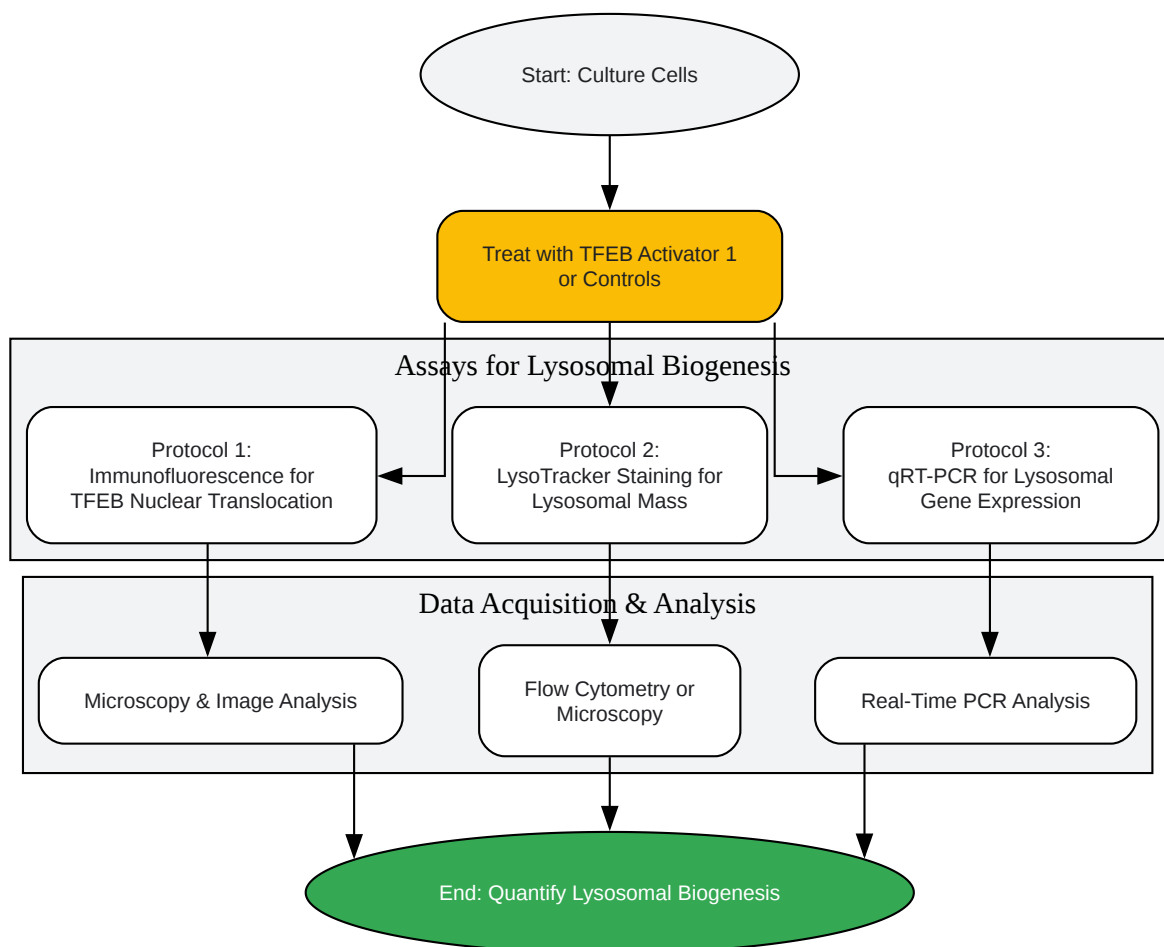 Start: Culture Cells
Treat with TFEB Activator 1
or Controls
Assays for Lysosomal Biogenesis
Protocol 1:
Immunofluorescence for
TFEB Nuclear Translocation
Protocol 2:
LysoTracker Staining for
Lysosomal Mass
Protocol 3:
qRT-PCR for Lysosomal
Gene Expression
Data Acquisition & Analysis
Microscopy & Image Analysis
Flow Cytometry or
Microscopy
Real-Time PCR Analysis
End: Quantify Lysosomal Biogenesis